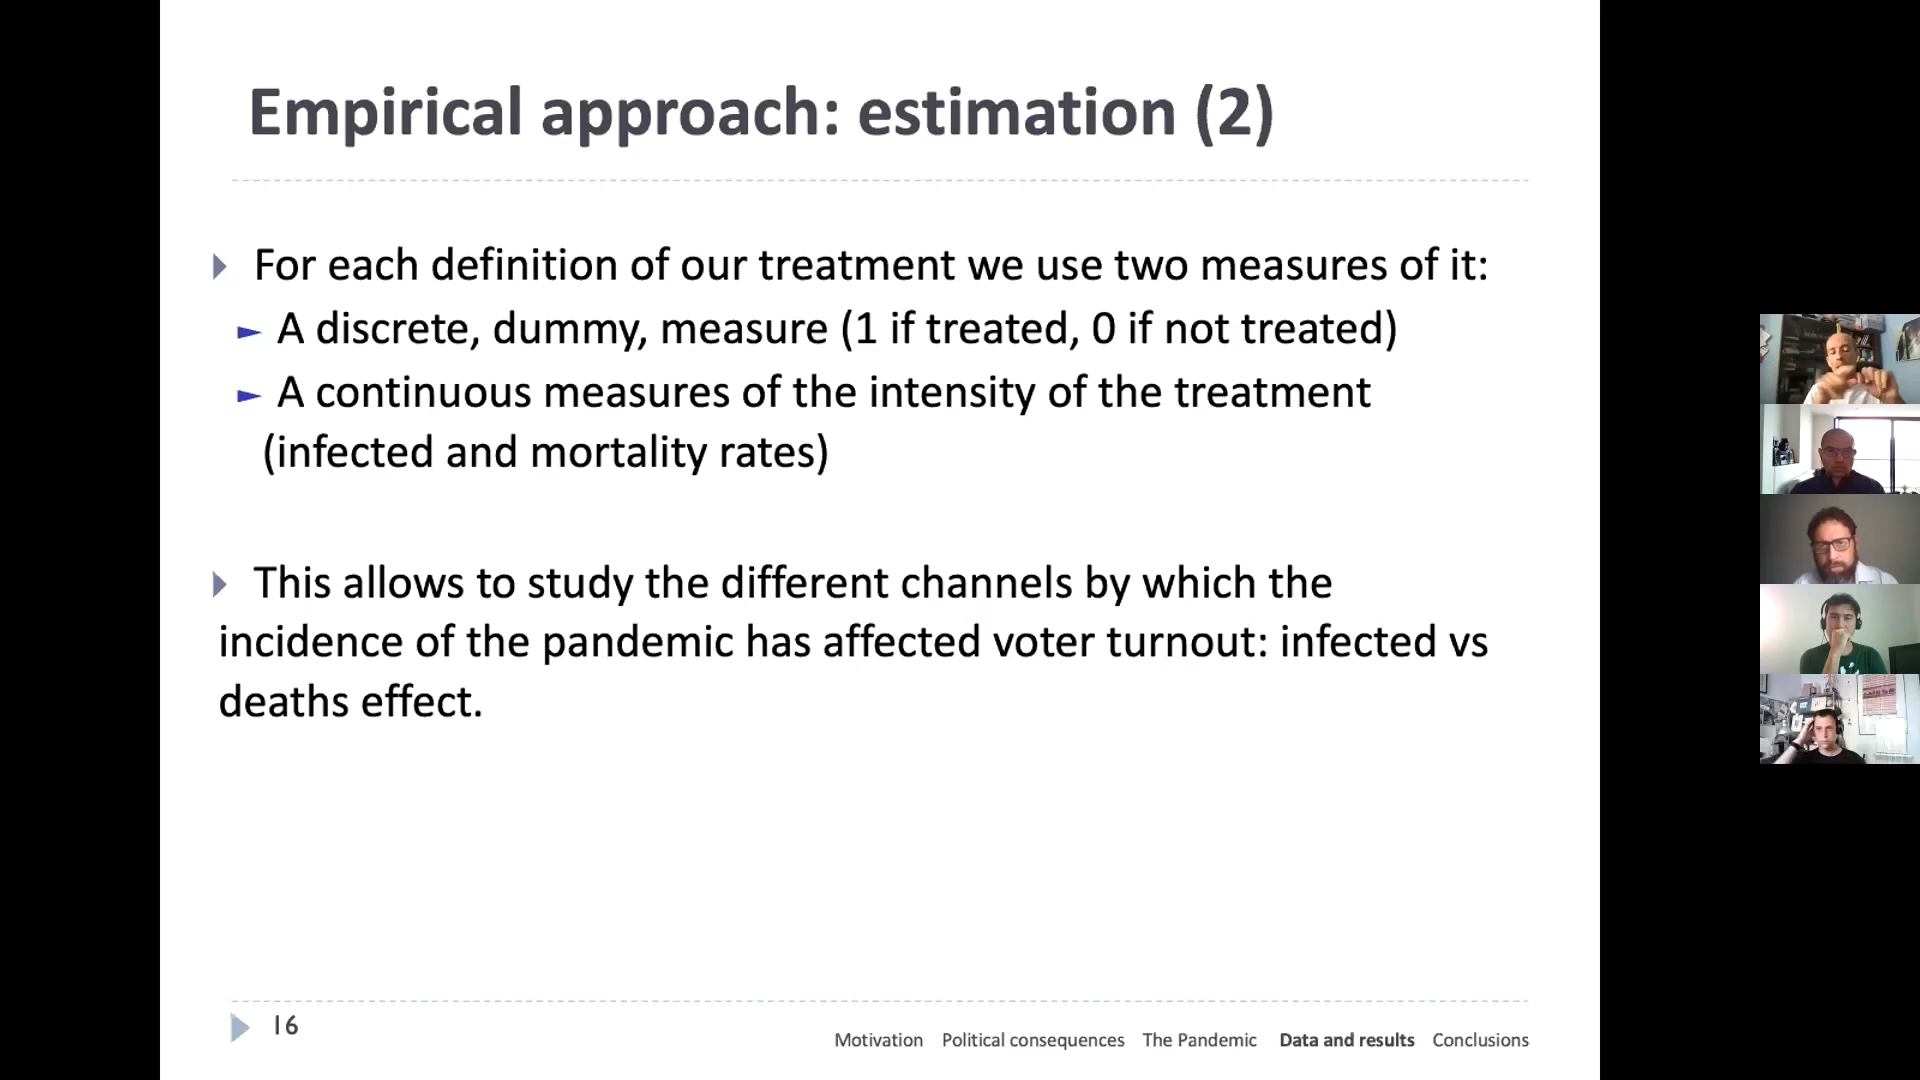 Empirical approach: estimation (2)
For each definition of our treatment we use two measures of it:
A discrete, dummy, measure (1 if treated, 0 if not treated)
A continuous measures of the intensity of the treatment
(infected and mortality rates)
This allows to study the different channels by which the
incidence of the pandemic has affected voter turnout: infected vs
deaths effect.
16
Motivation Political consequences The Pandemic Data and results Conclusions